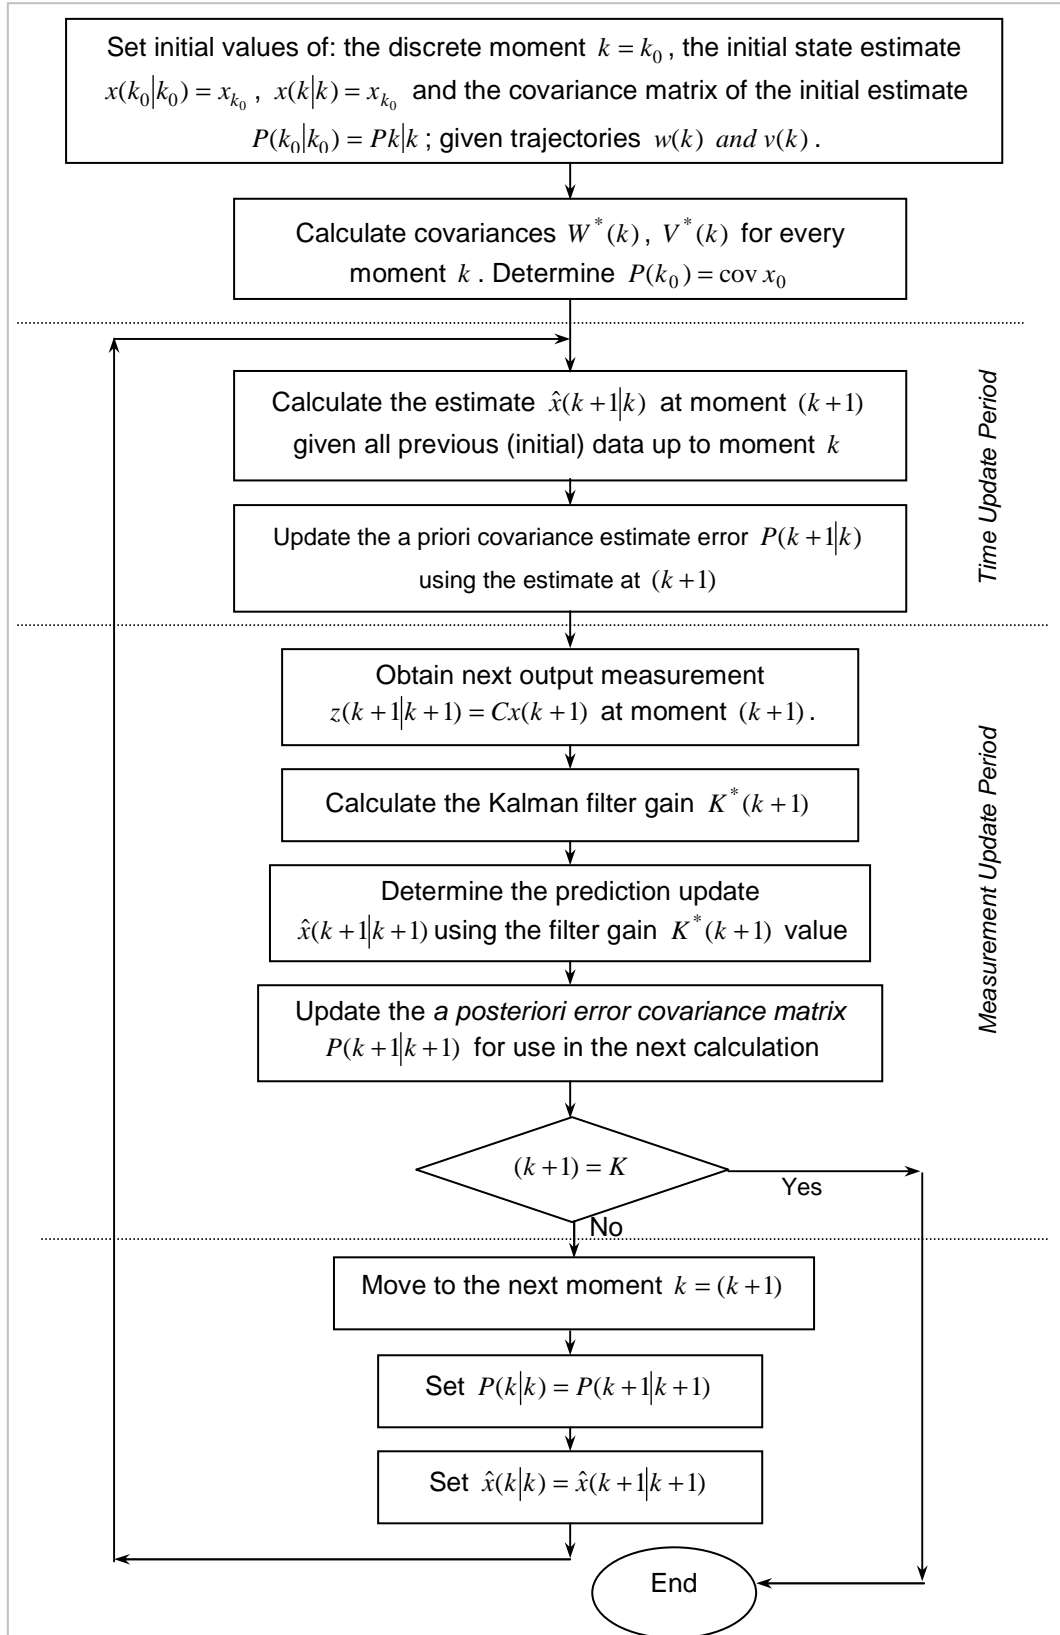 Set initial values of: the discrete moment k = k₀, the initial state estimate
x(k₀|k₀) = x_{k₀}, x(k|k) = x_{k₀} and the covariance matrix of the initial estimate
P(k₀|k₀) = Pk|k; given trajectories w(k) and v(k).
Calculate covariances W*(k), V*(k) for every
moment k. Determine P(k₀) = cov x₀
Calculate the estimate x̂(k+1|k) at moment (k+1)
given all previous (initial) data up to moment k
Update the a priori covariance estimate error P(k+1|k)
using the estimate at (k+1)
Time Update Period
Obtain next output measurement
z(k+1|k+1) = Cx(k+1) at moment (k+1).
Calculate the Kalman filter gain K*(k+1)
Determine the prediction update
x̂(k+1|k+1) using the filter gain K*(k+1) value
Update the a posteriori error covariance matrix
P(k+1|k+1) for use in the next calculation
Measurement Update Period
(k+1) = K
Yes
No
Move to the next moment k = (k+1)
Set P(k|k) = P(k+1|k+1)
Set x̂(k|k) = x̂(k+1|k+1)
End